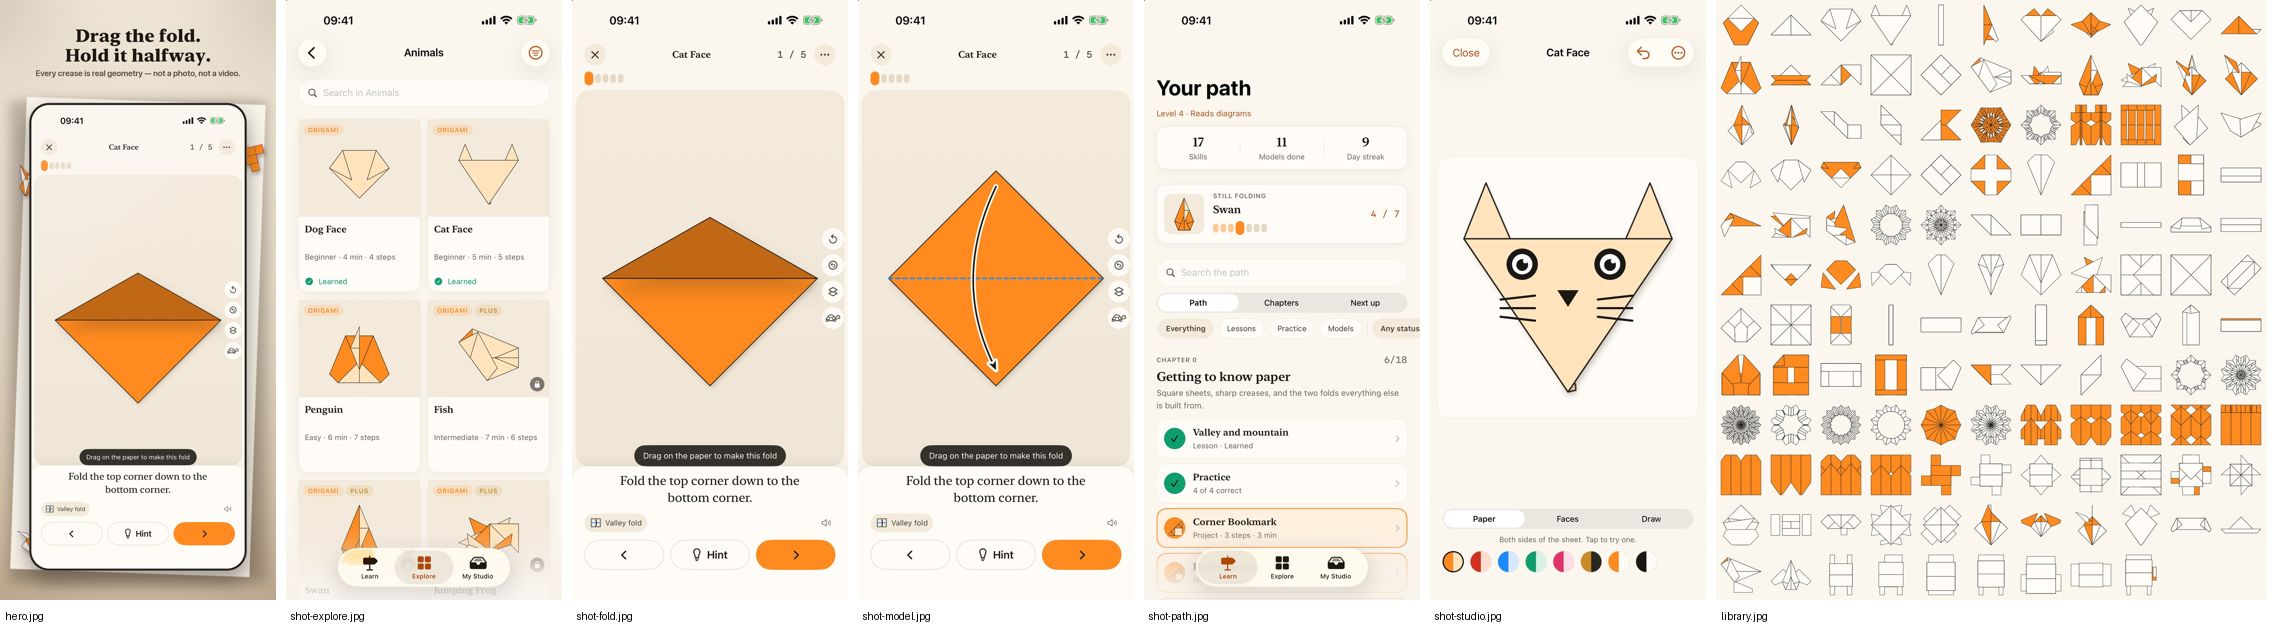 Drag the fold.
Hold it halfway.
Every crease is real geometry — not a photo, not a video.
09:41
Cat Face
1 / 5
Drag on the paper to make this fold
Fold the top corner down to the
bottom corner.
Valley fold
Hint
hero.jpg
09:41
Animals
Search in Animals
ORIGAMI
Dog Face
Beginner · 4 min · 4 steps
Learned
ORIGAMI
Cat Face
Beginner · 5 min · 5 steps
Learned
ORIGAMI
Penguin
Easy · 6 min · 7 steps
ORIGAMI PLUS
Fish
Intermediate · 7 min · 6 steps
ORIGAMI PLUS
Swan
ORIGAMI PLUS
Jumping Frog
Learn
Explore
My Studio
shot-explore.jpg
09:41
Cat Face
1 / 5
Drag on the paper to make this fold
Fold the top corner down to the
bottom corner.
Valley fold
Hint
shot-fold.jpg
09:41
Cat Face
1 / 5
Drag on the paper to make this fold
Fold the top corner down to the
bottom corner.
Valley fold
Hint
shot-model.jpg
09:41
Your path
Level 4 · Reads diagrams
17
Skills
11
Models done
9
Day streak
STILL FOLDING
Swan
4 / 7
Search the path
Path
Chapters
Next up
Everything
Lessons
Practice
Models
Any status
CHAPTER 0
6/18
Getting to know paper
Square sheets, sharp creases, and the two folds everything else
is built from.
Valley and mountain
Lesson · Learned
Practice
4 of 4 correct
Corner Bookmark
Project · 3 steps · 3 min
Learn
Explore
My Studio
shot-path.jpg
09:41
Close
Cat Face
Paper
Faces
Draw
Both sides of the sheet. Tap to try one.
shot-studio.jpg
library.jpg